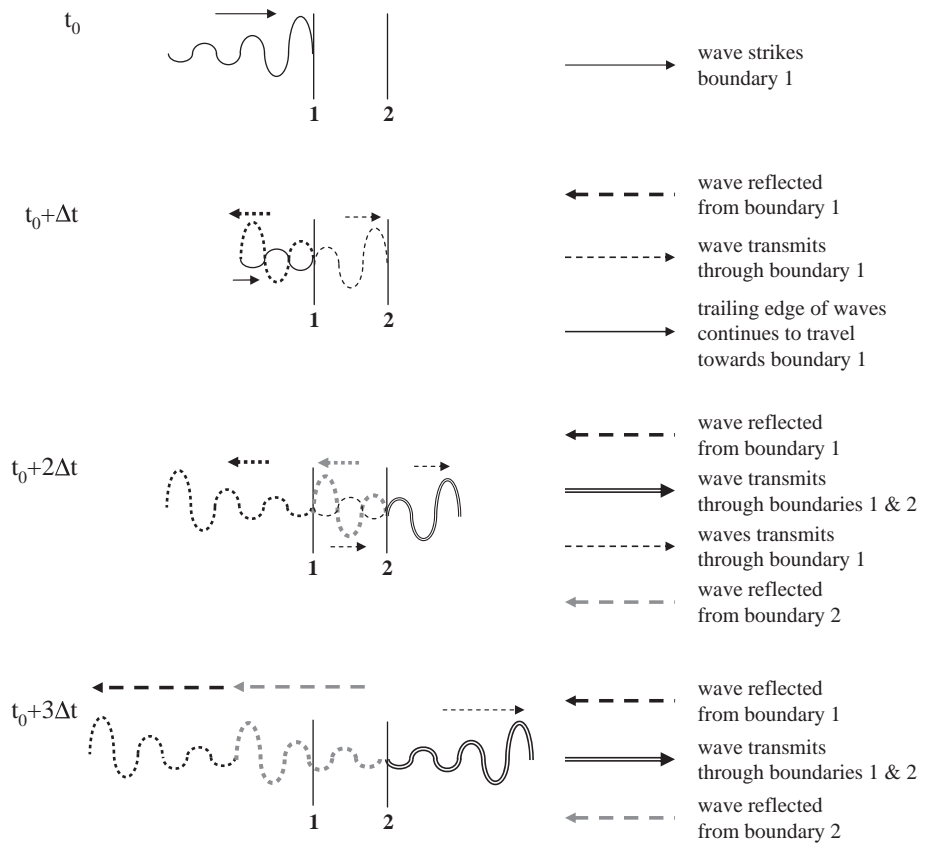 t0
wave strikes
boundary 1
1 2
t0+Δt
wave reflected
from boundary 1
wave transmits
through boundary 1
trailing edge of waves
continues to travel
towards boundary 1
1 2
t0+2Δt
wave reflected
from boundary 1
wave transmits
through boundaries 1 & 2
waves transmits
through boundary 1
wave reflected
from boundary 2
1 2
t0+3Δt
wave reflected
from boundary 1
wave transmits
through boundaries 1 & 2
wave reflected
from boundary 2
1 2